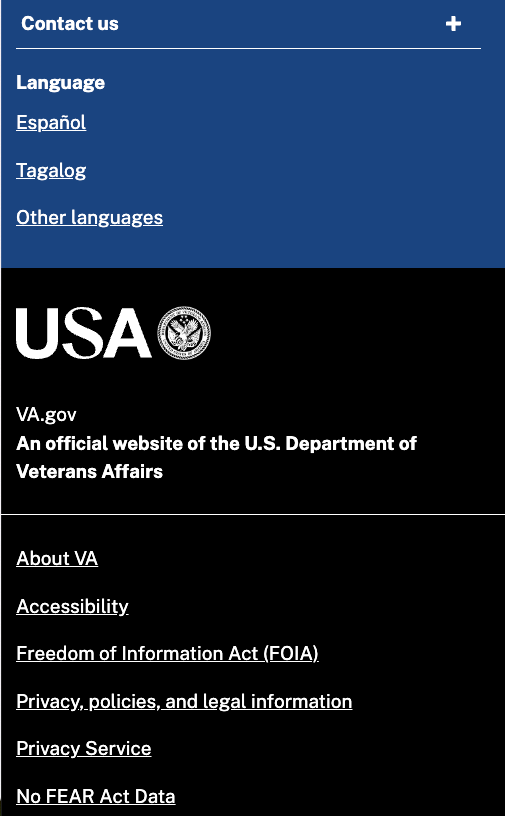 Contact us
Language
Español
Tagalog
Other languages
USA
VA.gov
An official website of the U.S. Department of
Veterans Affairs
About VA
Accessibility
Freedom of Information Act (FOIA)
Privacy, policies, and legal information
Privacy Service
No FEAR Act Data